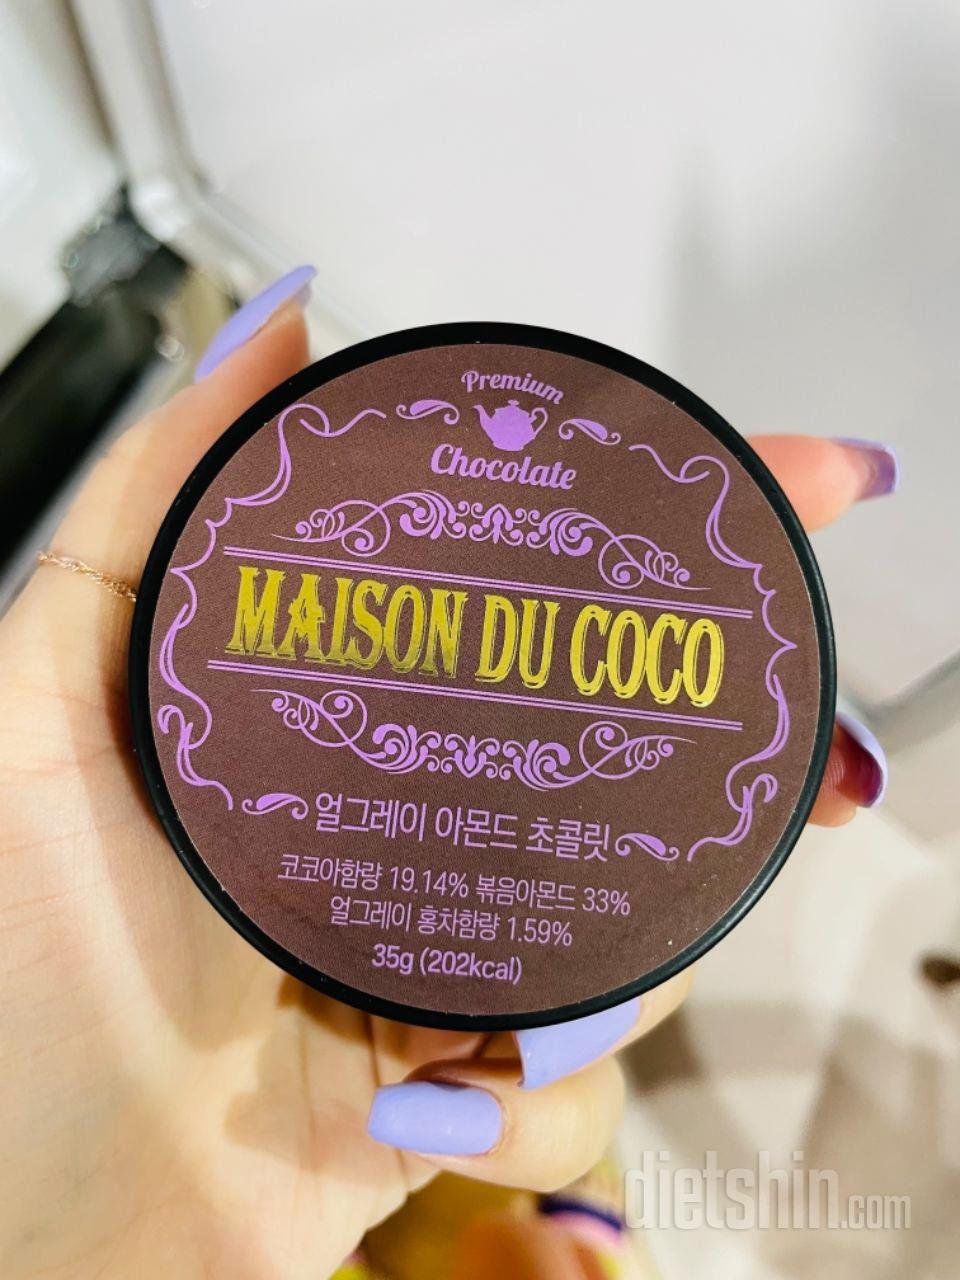 Premium
Chocolate
MAISON DU COCO
얼그레이 아몬드 초콜릿
코코아함량 19.14% 볶음아몬드 33%
얼그레이 홍차함량 1.59%
35g (202kcal)
dietshin.com